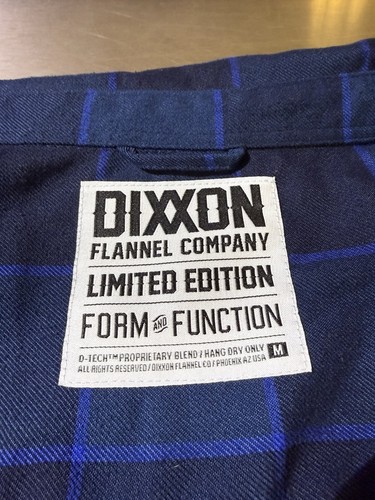 DIXXON
FLANNEL COMPANY
LIMITED EDITION
FORM AND FUNCTION
D-TECH™ PROPRIETARY BLEND / HANG DRY ONLY M
ALL RIGHTS RESERVED / DIXXON FLANNEL CO / PHOENIX AZ USA